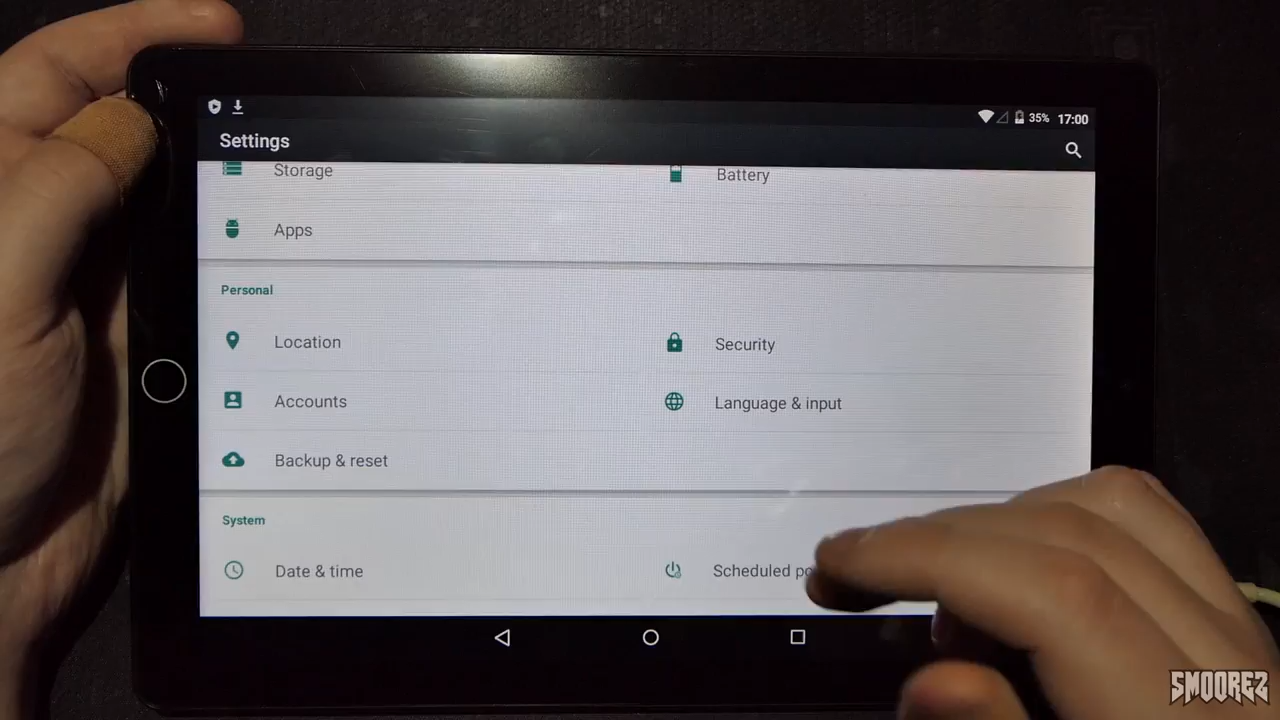 35% 17:00
Settings
Storage
Battery
Apps
Personal
Location
Security
Accounts
Language & input
Backup & reset
System
Date & time
Scheduled
SMOOREZ